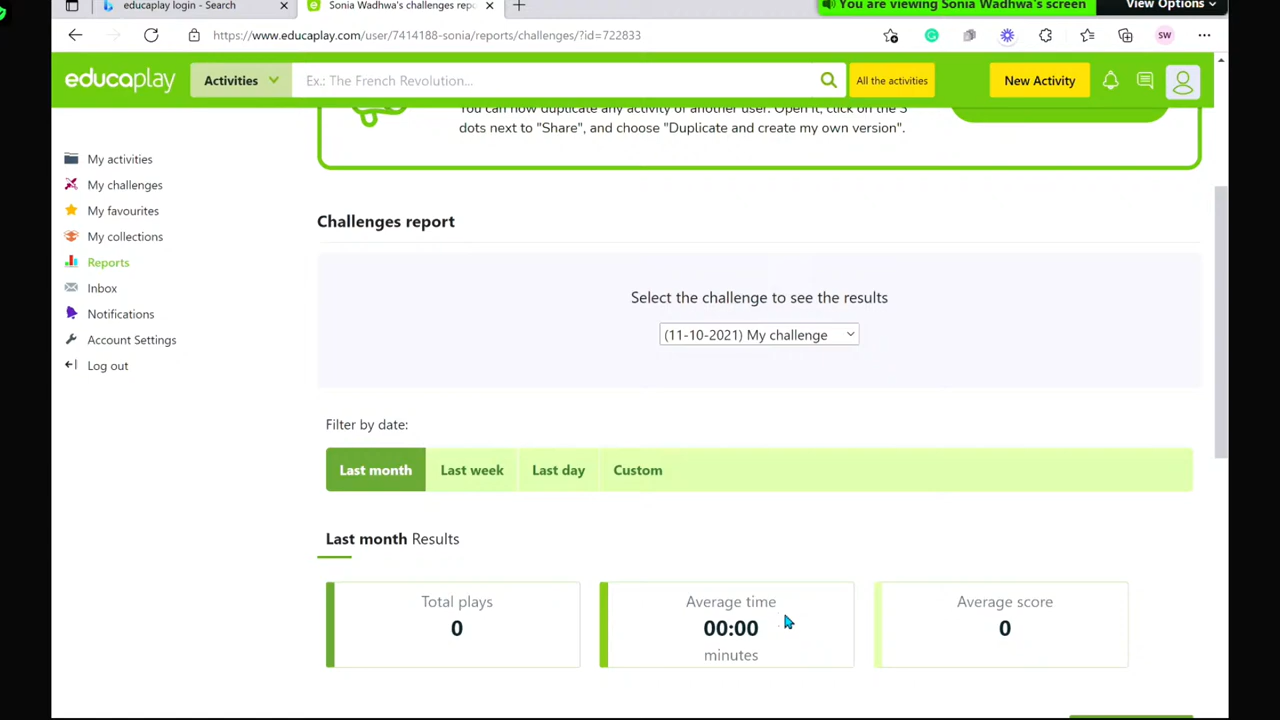 educaplay login - Search
Sonia Wadhwa's challenges repo
You are viewing Sonia Wadhwa's screen
View Options
https://www.educaplay.com/user/7414188-sonia/reports/challenges/?id=722833
SW
educaplay
Activities
Ex.: The French Revolution...
All the activities
New Activity
You can now duplicate any activity of another user. Open it, click on the 3
dots next to "Share", and choose "Duplicate and create my own version".
My activities
My challenges
My favourites
My collections
Reports
Inbox
Notifications
Account Settings
Log out
Challenges report
Select the challenge to see the results
(11-10-2021) My challenge
Filter by date:
Last month
Last week
Last day
Custom
Last month Results
Total plays
0
Average time
00:00
minutes
Average score
0